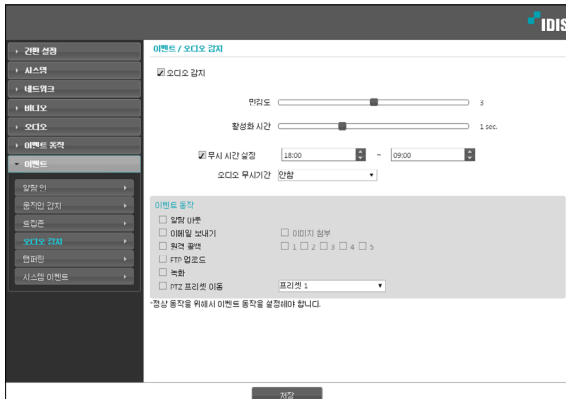 IDIS
간편 설정
시스템
네트워크
비디오
오디오
이벤트 동작
이벤트
알람 인
움직임 감지
트립존
오디오 감지
탬퍼링
시스템 이벤트
이벤트 / 오디오 감지
오디오 감지
민감도 3
활성화 시간 1 sec.
무시 시간 설정 18:00 ~ 09:00
오디오 무시기간 안함
이벤트 동작
알람 아웃
이메일 보내기 이미지 첨부
원격 콜백 1 2 3 4 5
FTP 업로드
녹화
PTZ 프리셋 이동 프리셋 1
*정상 동작을 위해서 이벤트 동작을 설정해야 합니다.
저장